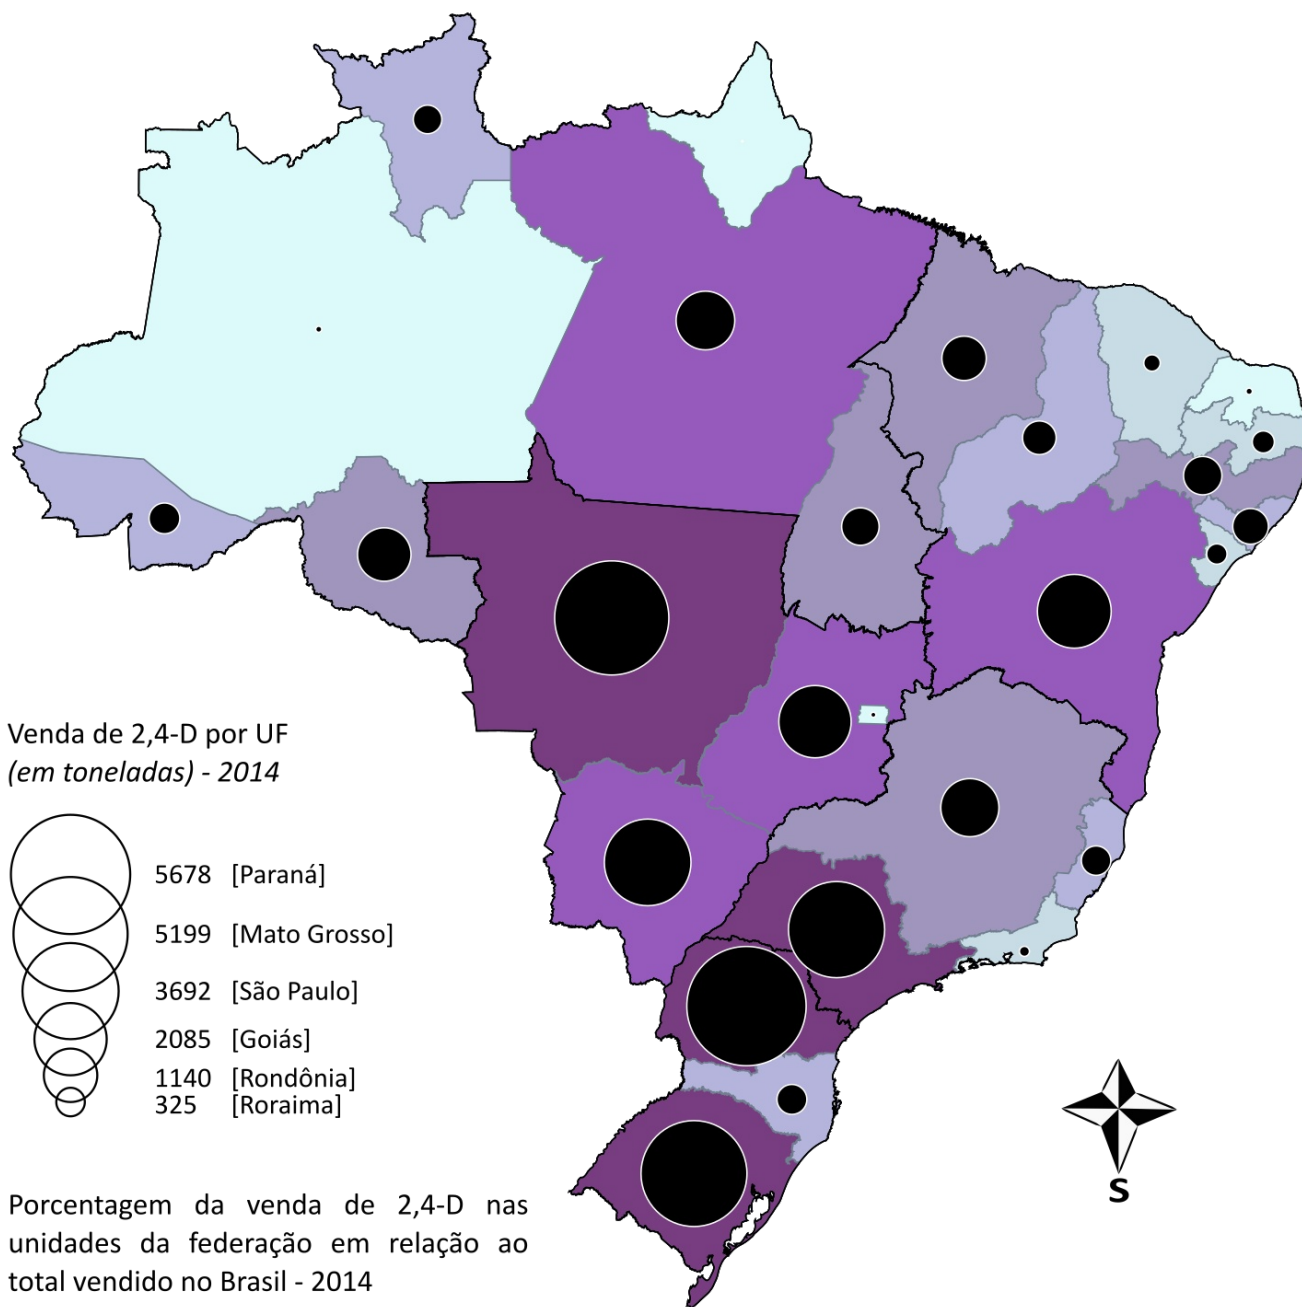 Venda de 2,4-D por UF
(em toneladas) - 2014
5678 [Paraná]
5199 [Mato Grosso]
3692 [São Paulo]
2085 [Goiás]
1140 [Rondônia]
325 [Roraima]
S
Porcentagem da venda de 2,4-D nas
unidades da federação em relação ao
total vendido no Brasil - 2014